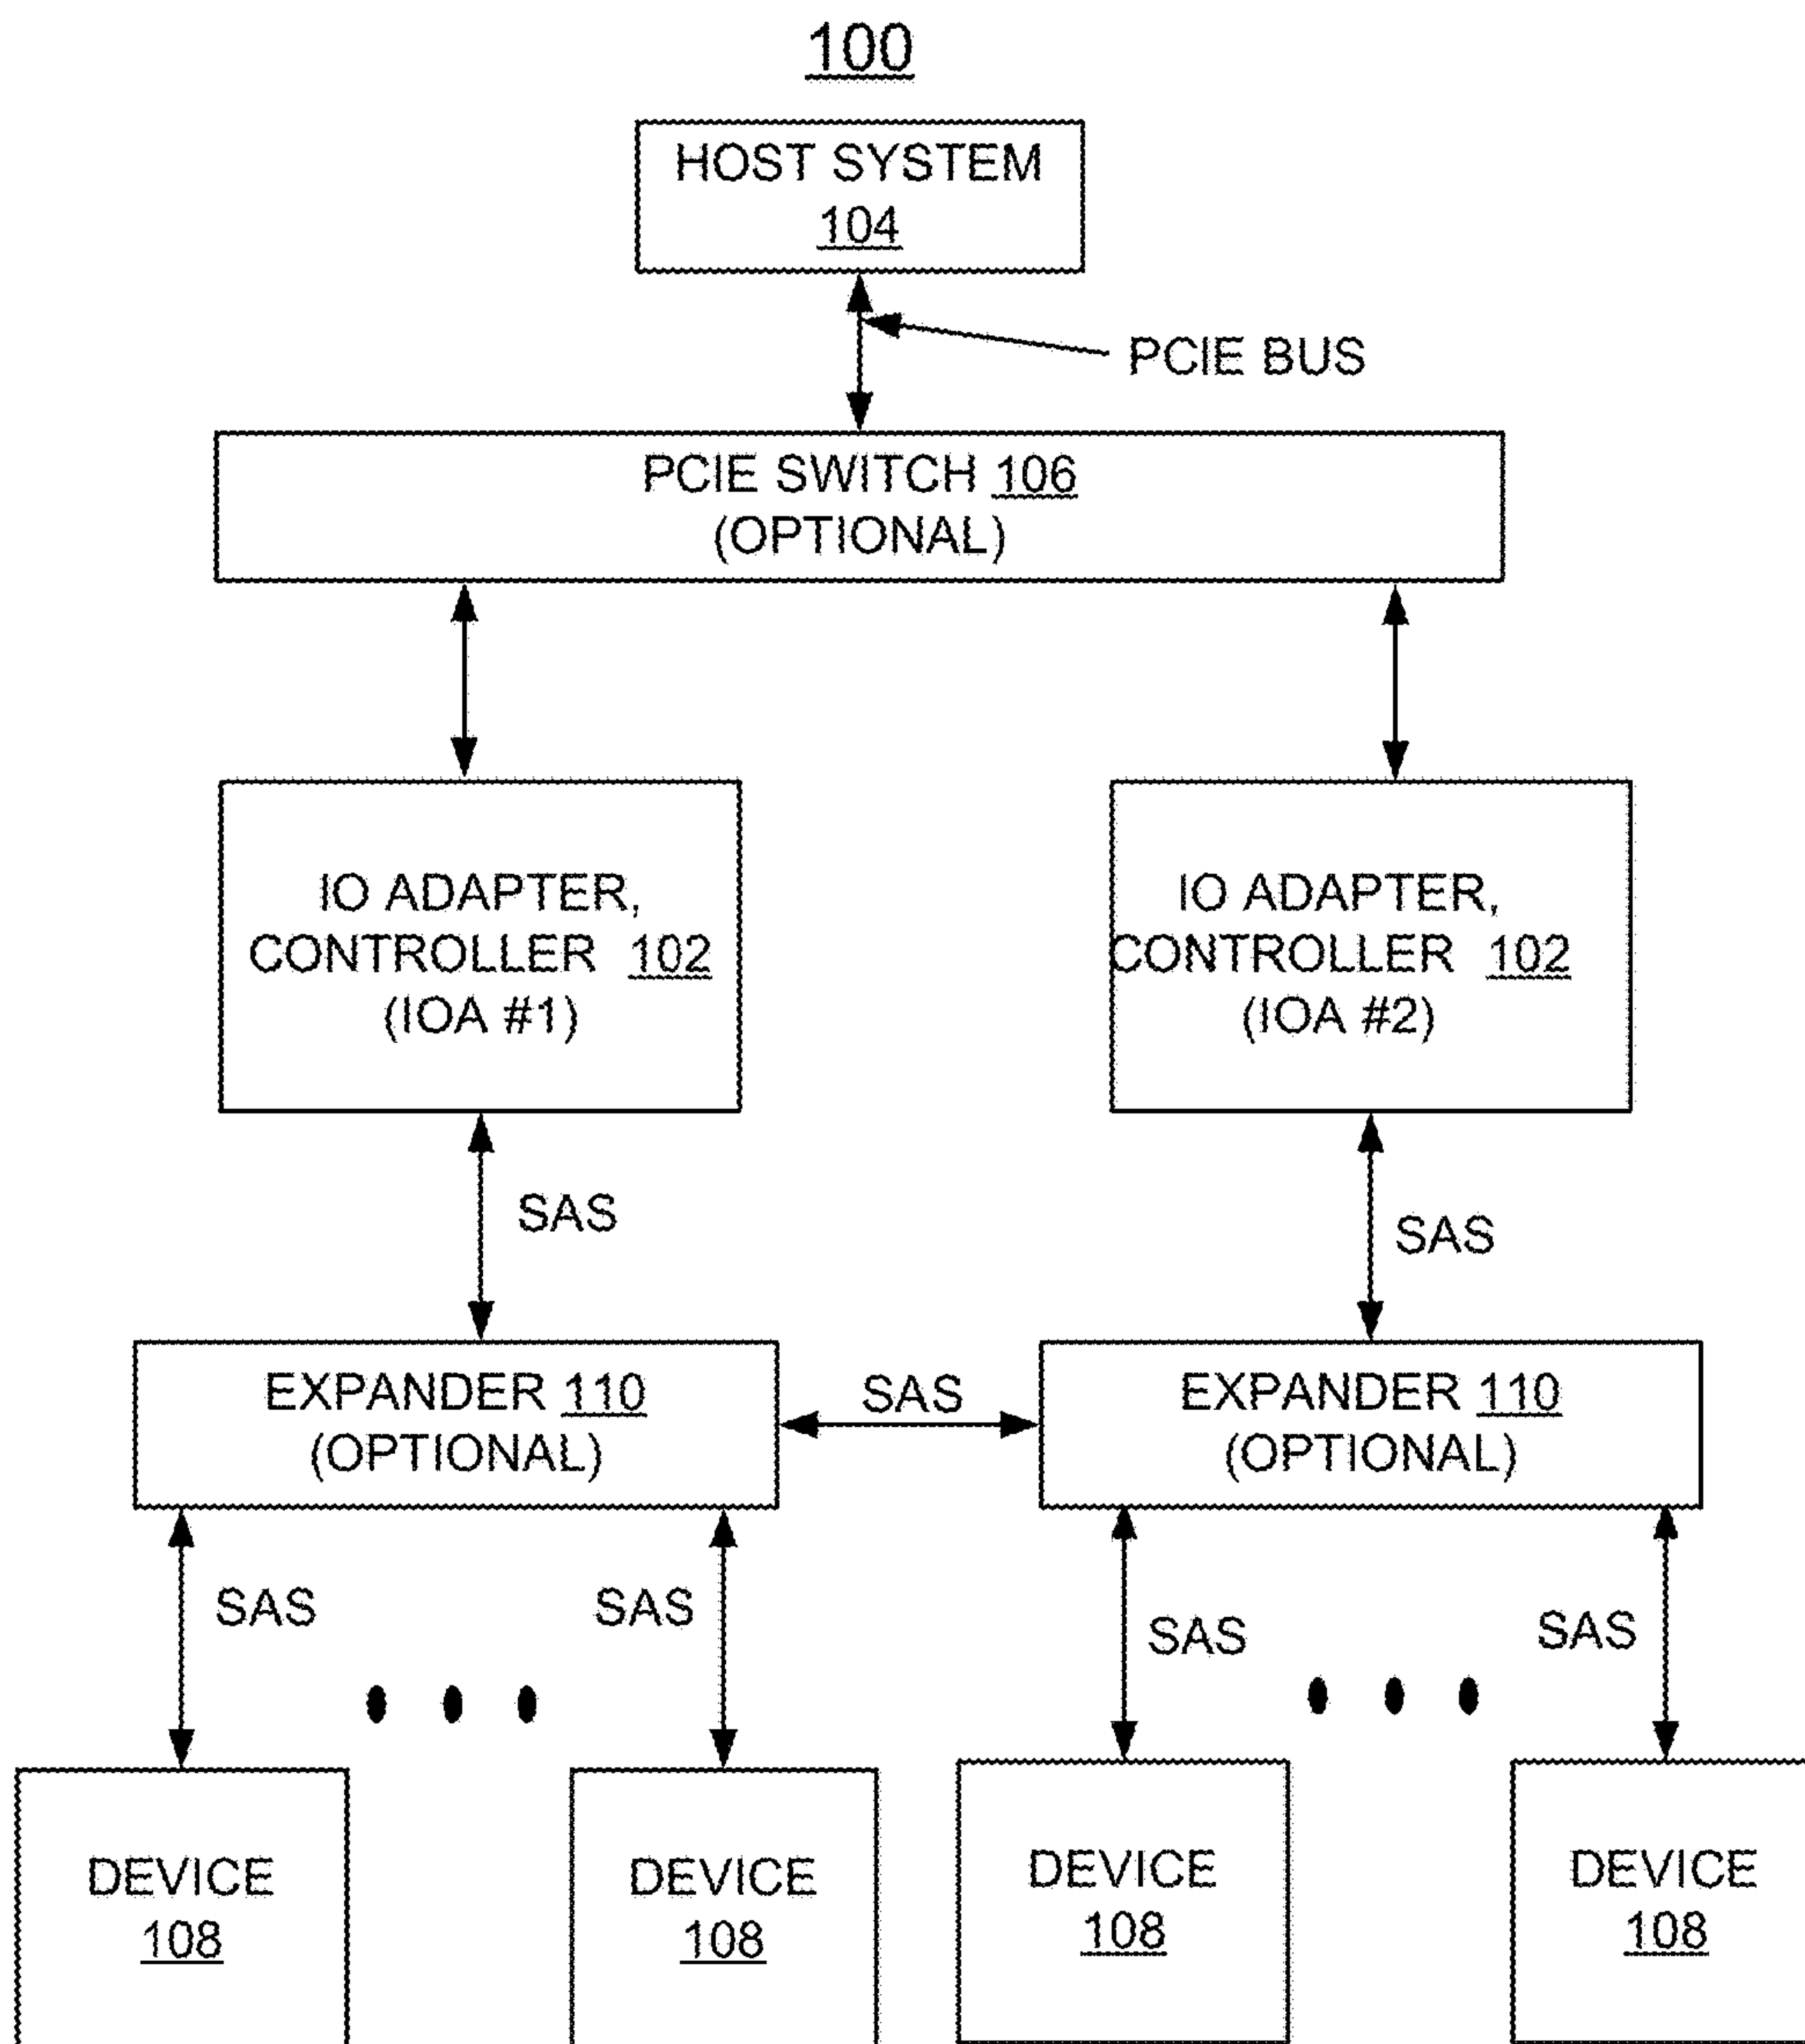 100
HOST SYSTEM
104
PCIE BUS
PCIE SWITCH 106
(OPTIONAL)
IO ADAPTER,
CONTROLLER 102
(IOA #1)
IO ADAPTER,
CONTROLLER 102
(IOA #2)
SAS
SAS
EXPANDER 110
(OPTIONAL)
SAS
EXPANDER 110
(OPTIONAL)
SAS
SAS
SAS
SAS
DEVICE
108
DEVICE
108
DEVICE
108
DEVICE
108